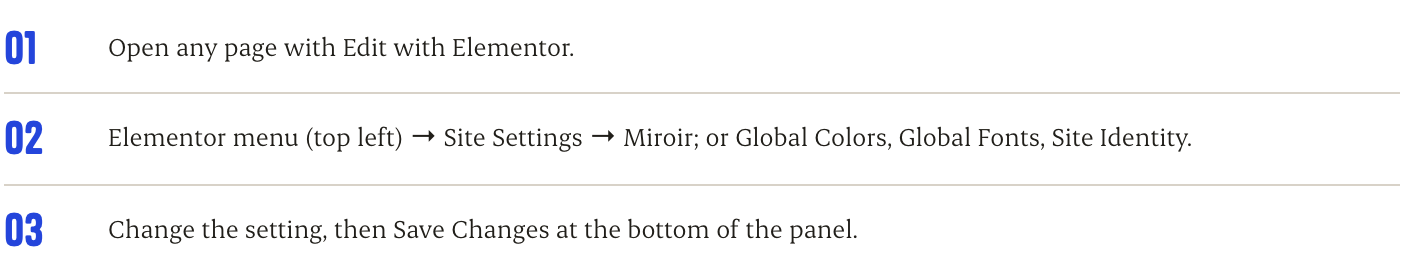 01 Open any page with Edit with Elementor.
02 Elementor menu (top left) → Site Settings → Miroir; or Global Colors, Global Fonts, Site Identity.
03 Change the setting, then Save Changes at the bottom of the panel.